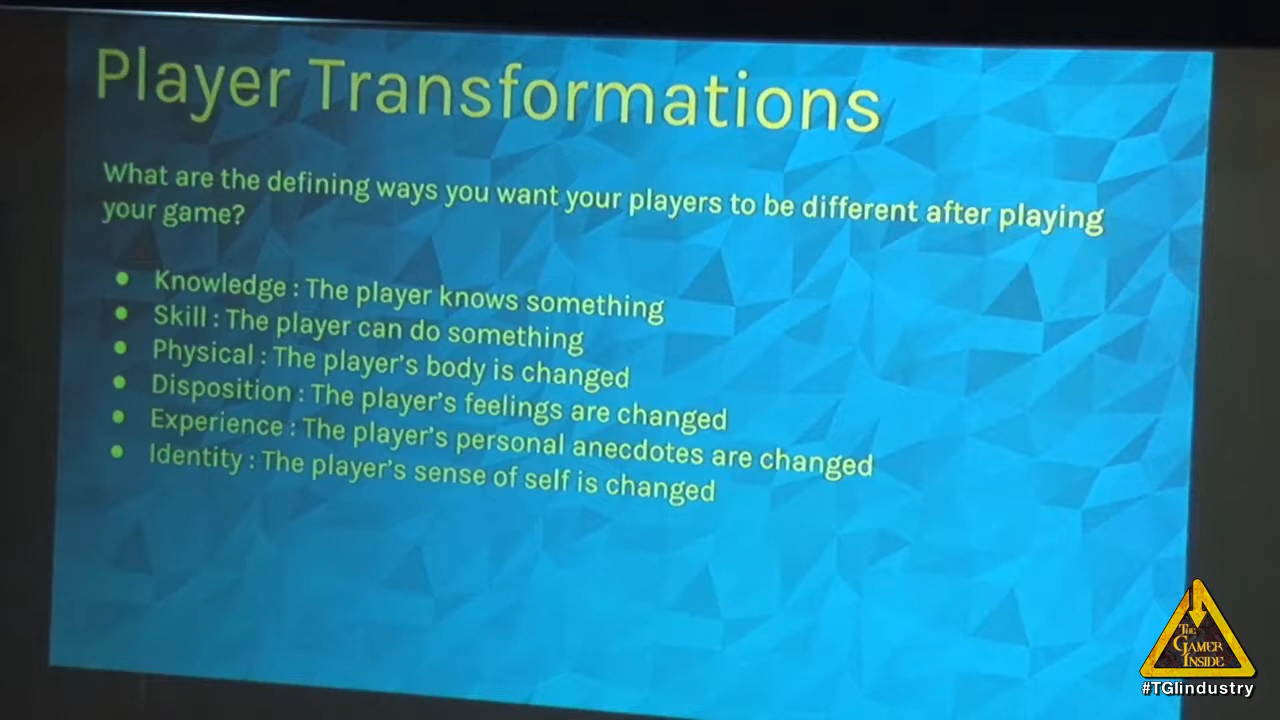 Player Transformations
What are the defining ways you want your players to be different after playing
your game?
● Knowledge : The player knows something
● Skill : The player can do something
● Physical : The player's body is changed
● Disposition : The player's feelings are changed
● Experience : The player's personal anecdotes are changed
● Identity : The player's sense of self is changed
THE
GAMER
INSIDE
#TGIindustry